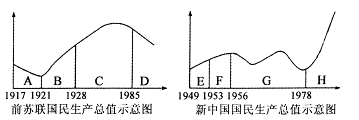 A B C D
1917 1921 1928 1985
前苏联国民生产总值示意图
E F G H
1949 1953 1956 1978
新中国国民生产总值示意图